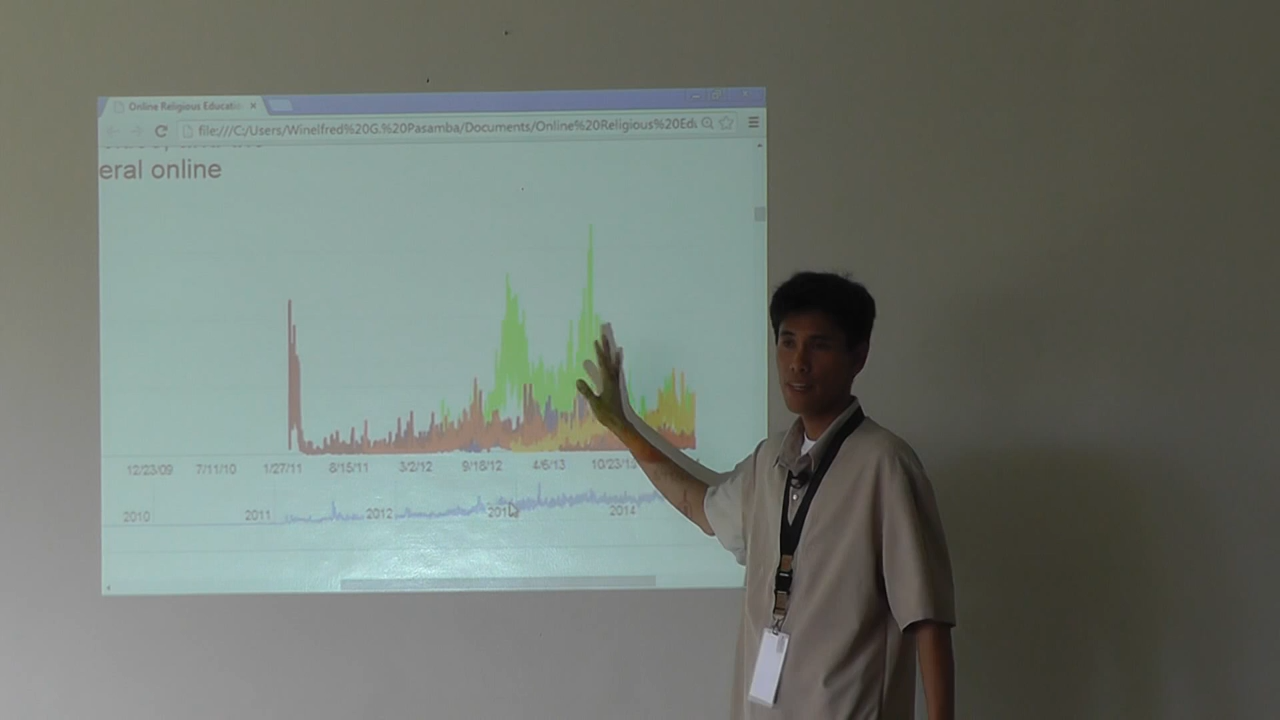 Online Religious Educati
file:///C:/Users/Winelfred%20G.%20Pasamba/Documents/Online%20Religious%20Edu
eral online
12/23/09 7/11/10 1/27/11 8/15/11 3/2/12 9/18/12 4/6/13 10/23/13
2010 2011 2012 201 2014